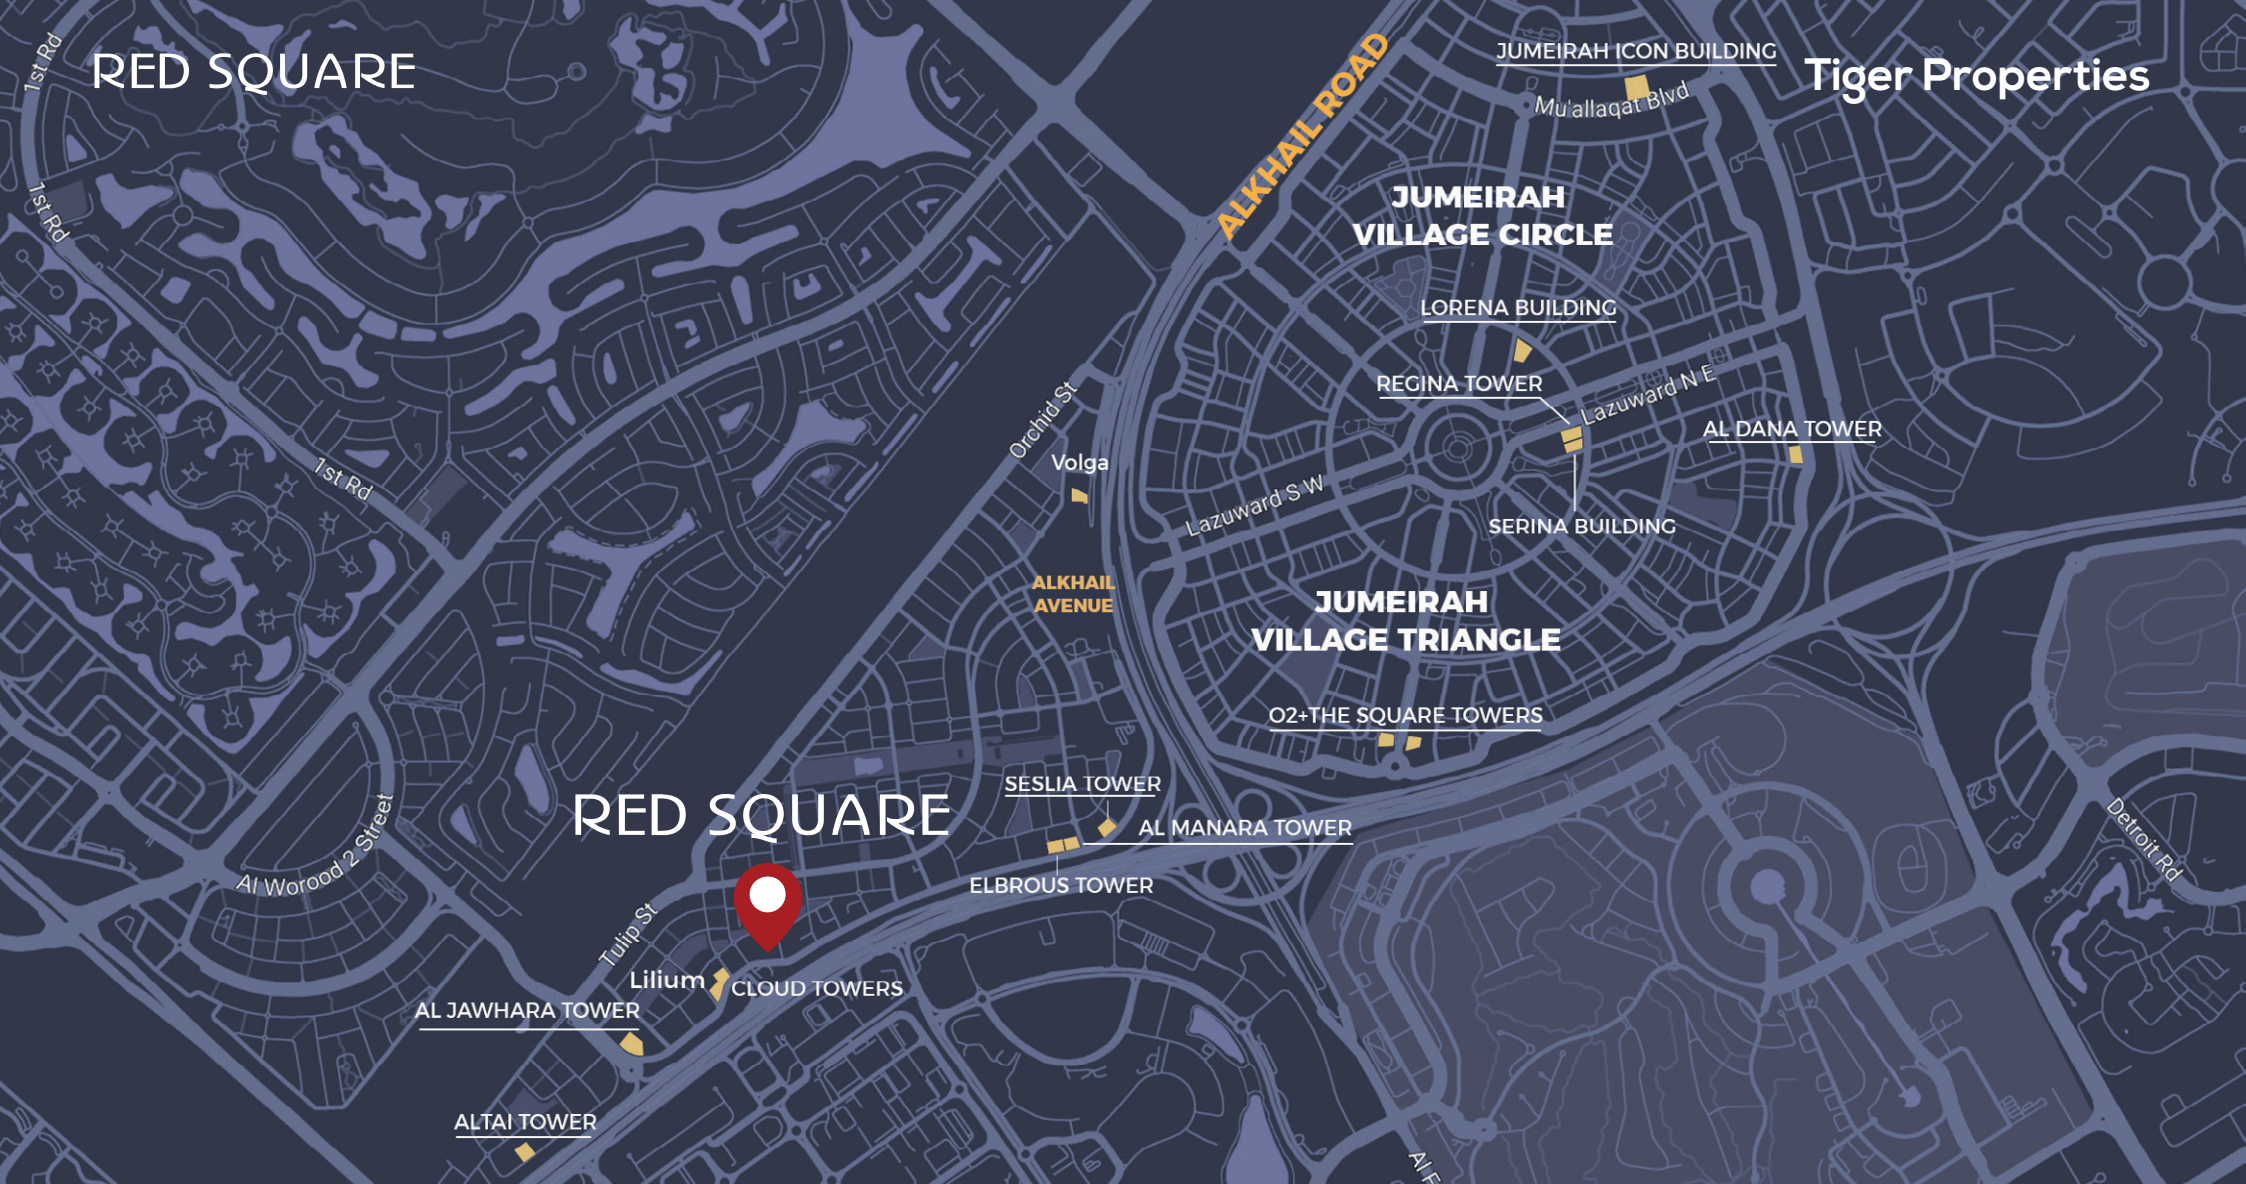 RED SQUARE
Tiger Properties
JUMEIRAH ICON BUILDING
Mu'allaqat Blvd
1st Rd
ALKHAIL ROAD
1st Rd
JUMEIRAH
VILLAGE CIRCLE
LORENA BUILDING
REGINA TOWER
Lazuward N E
Orchid St
AL DANA TOWER
Volga
1st Rd
Lazuward S W
SERINA BUILDING
ALKHAIL
AVENUE
JUMEIRAH
VILLAGE TRIANGLE
O2+THE SQUARE TOWERS
SESLIA TOWER
RED SQUARE
AL MANARA TOWER
Al Worood 2 Street
Detroit Rd
ELBROUS TOWER
Tulip St
Lilium
CLOUD TOWERS
AL JAWHARA TOWER
ALTAI TOWER